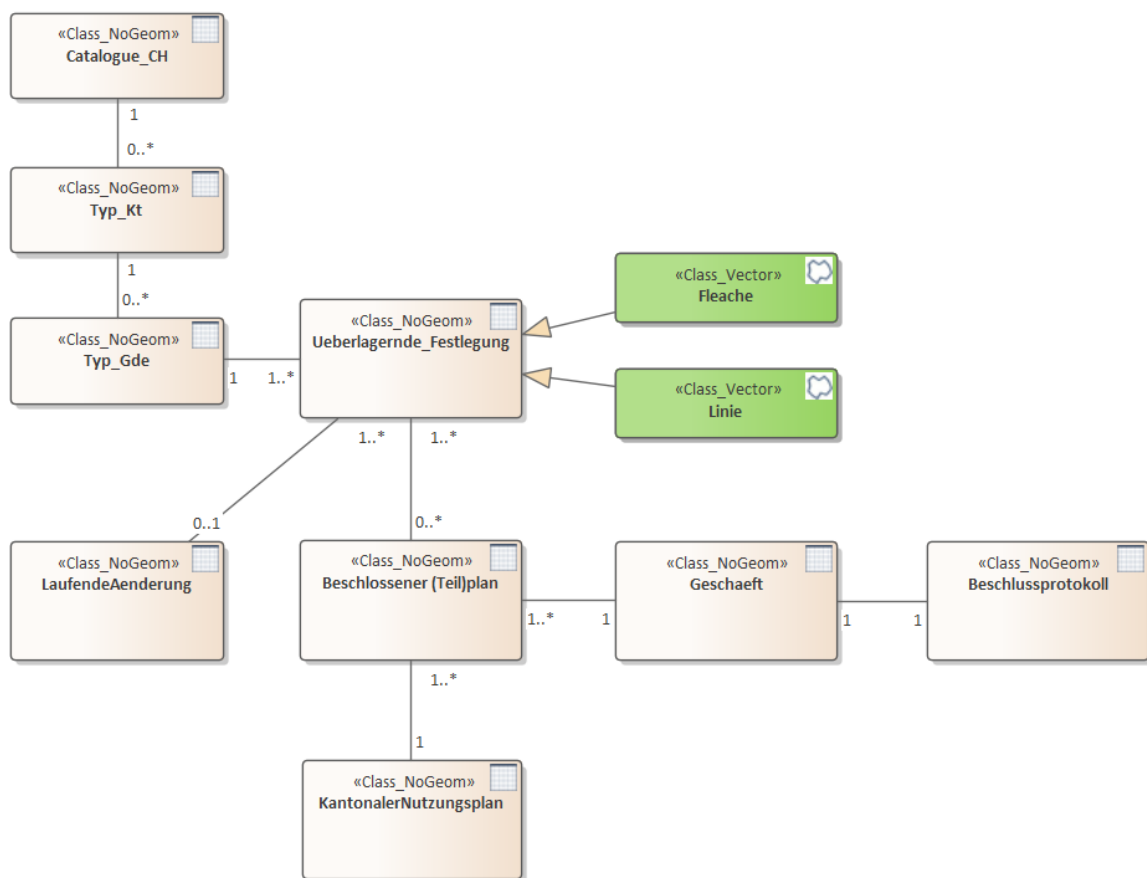 «Class_NoGeom»
Catalogue_CH
1
0..*
«Class_NoGeom»
Typ_Kt
1
0..*
«Class_NoGeom»
Typ_Gde
1
1..*
«Class_NoGeom»
Ueberlagernde_Festlegung
«Class_Vector»
Fleache
«Class_Vector»
Linie
1..*
1..*
0..1
0..*
«Class_NoGeom»
LaufendeAenderung
«Class_NoGeom»
Beschlossener (Teil)plan
1..*
1
«Class_NoGeom»
Geschaeft
1
1
«Class_NoGeom»
Beschlussprotokoll
1..*
1
«Class_NoGeom»
KantonalerNutzungsplan